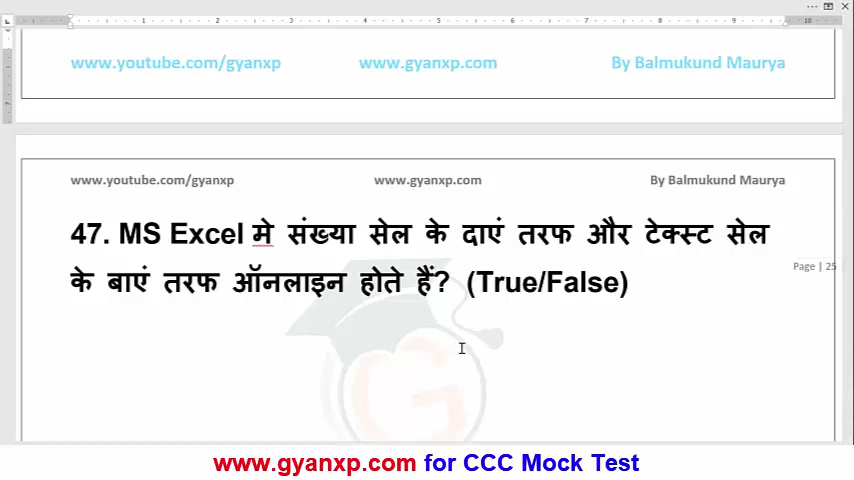 www.youtube.com/gyanxp www.gyanxp.com By Balmukund Maurya
www.youtube.com/gyanxp www.gyanxp.com By Balmukund Maurya
47. MS Excel मे संख्या सेल के दाएं तरफ और टेक्स्ट सेल
के बाएं तरफ ऑनलाइन होते हैं? (True/False)
Page | 25
www.gyanxp.com for CCC Mock Test